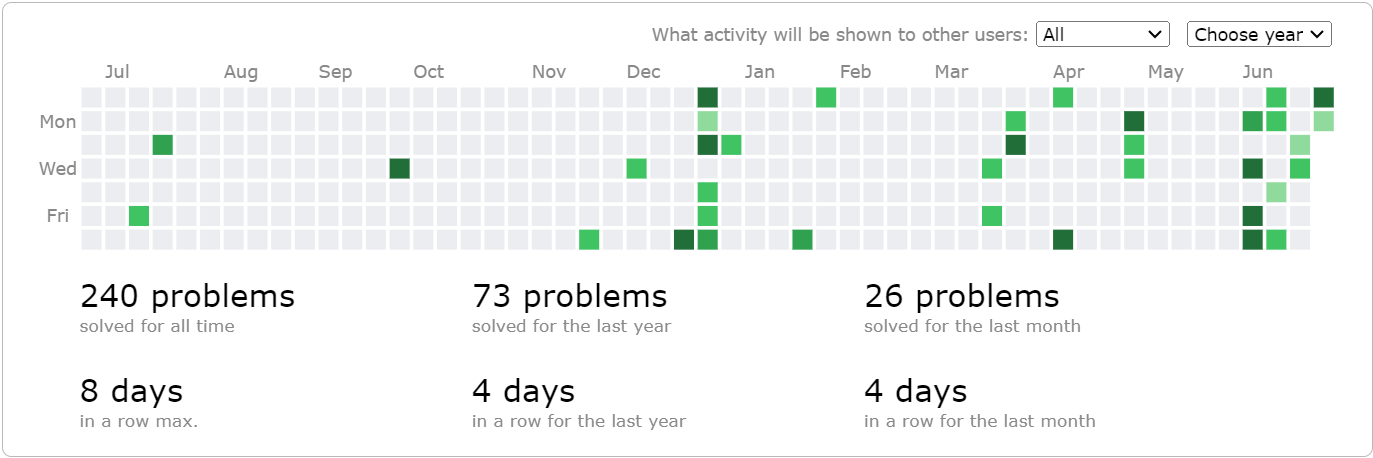 What activity will be shown to other users: All Choose year
Jul Aug Sep Oct Nov Dec Jan Feb Mar Apr May Jun
Mon
Wed
Fri
240 problems 73 problems 26 problems
solved for all time solved for the last year solved for the last month
8 days 4 days 4 days
in a row max. in a row for the last year in a row for the last month